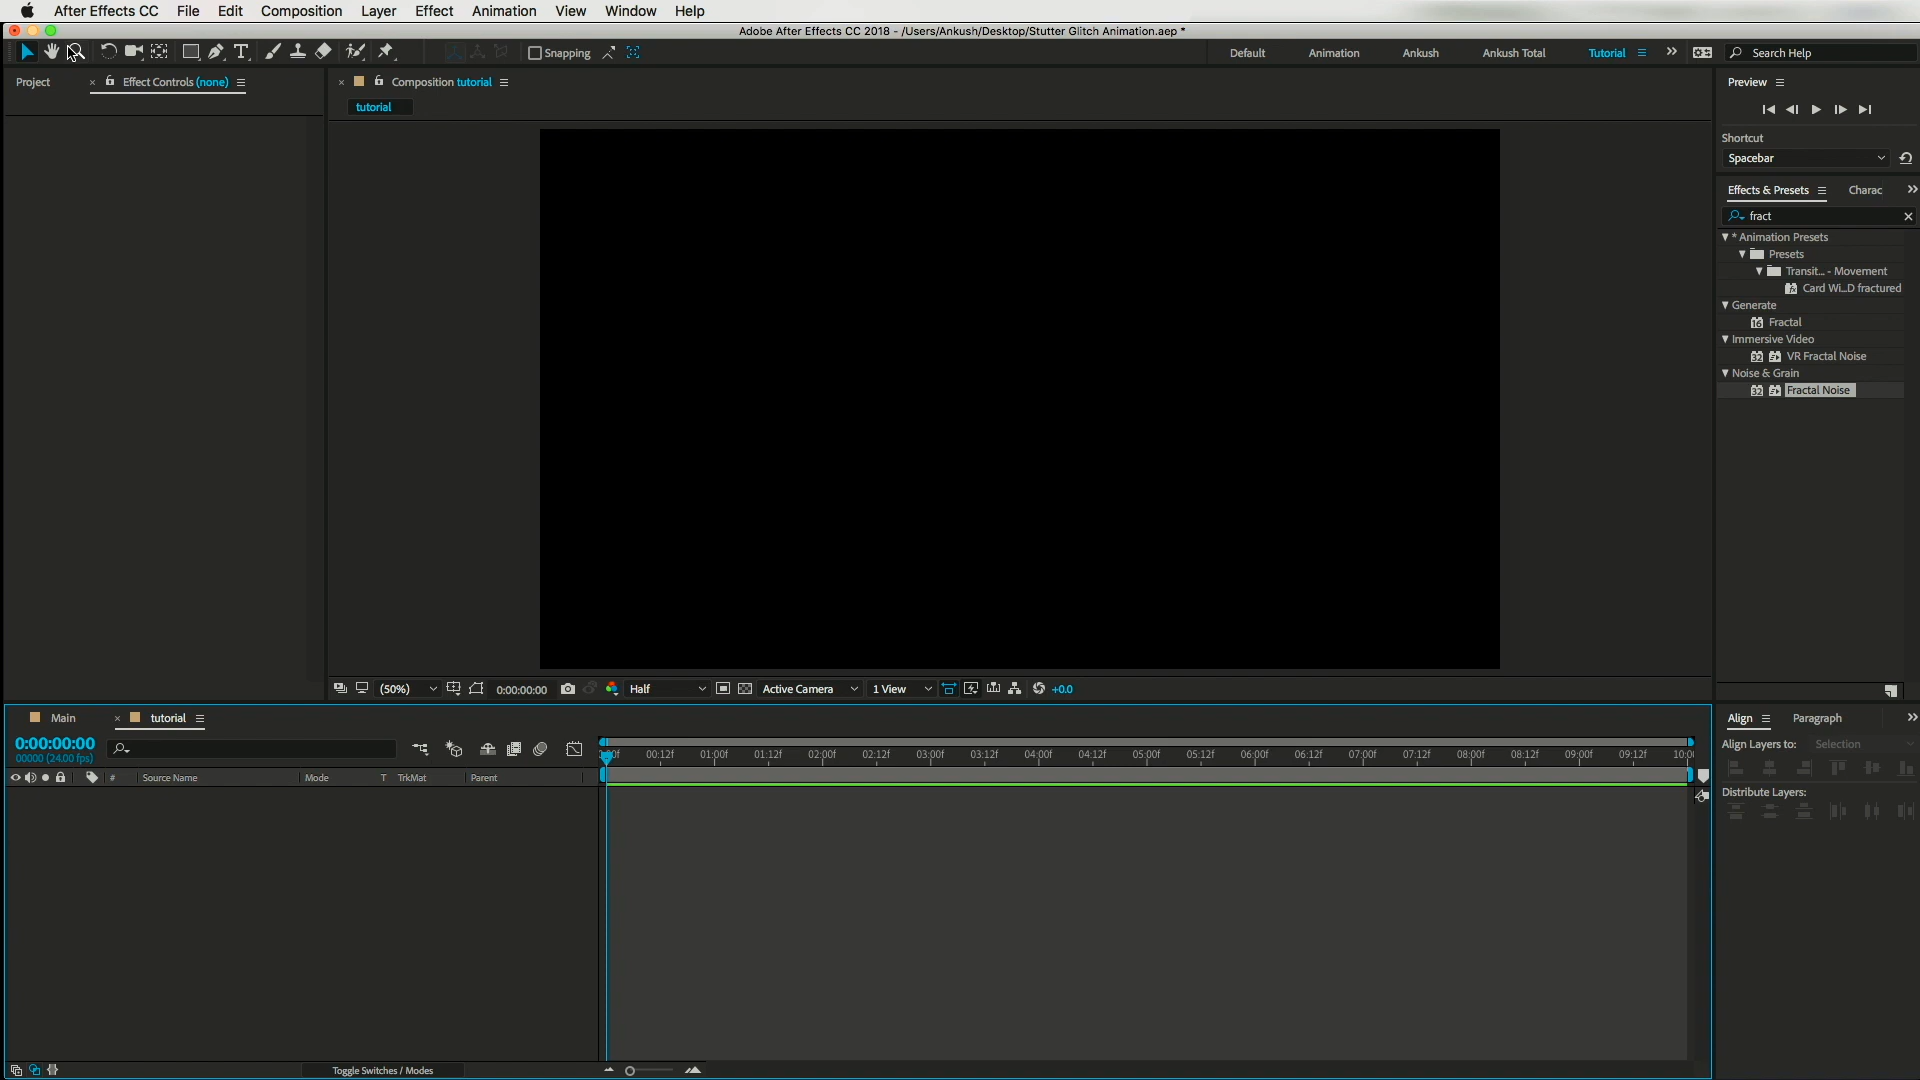 After Effects CC File Edit Composition Layer Effect Animation View Window Help
Adobe After Effects CC 2018 - /Users/Ankush/Desktop/Stutter Glitch Animation.aep *
Snapping Default Animation Ankush Ankush Total Tutorial Search Help
Project Effect Controls (none) Composition tutorial Preview
tutorial
Shortcut
Spacebar
Effects & Presets Charac
fract
* Animation Presets
Presets
Transit... - Movement
Card Wi...D fractured
Generate
Fractal
Immersive Video
VR Fractal Noise
Noise & Grain
Fractal Noise
(50%) 0:00:00:00 Half Active Camera 1 View +0.0
Main tutorial Align Paragraph
0:00:00:00
00000 (24.00 fps)
Align Layers to: Selection
00:12f 01:00f 01:12f 02:00f 02:12f 03:00f 03:12f 04:00f 04:12f 05:00f 05:12f 06:00f 06:12f 07:00f 07:12f 08:00f 08:12f 09:00f 09:12f
# Source Name Mode T TrkMat Parent
Distribute Layers:
Toggle Switches / Modes